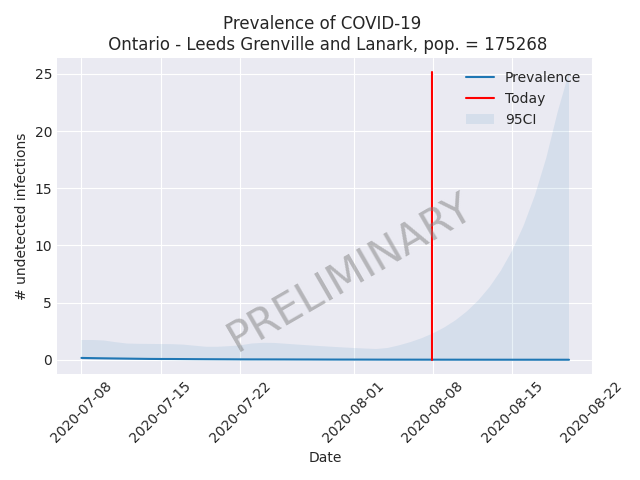 Prevalence of COVID-19
Ontario - Leeds Grenville and Lanark, pop. = 175268
Prevalence
Today
95CI
PRELIMINARY
# undetected infections
25
20
15
10
5
0
2020-07-08
2020-07-15
2020-07-22
2020-08-01
2020-08-08
2020-08-15
2020-08-22
Date